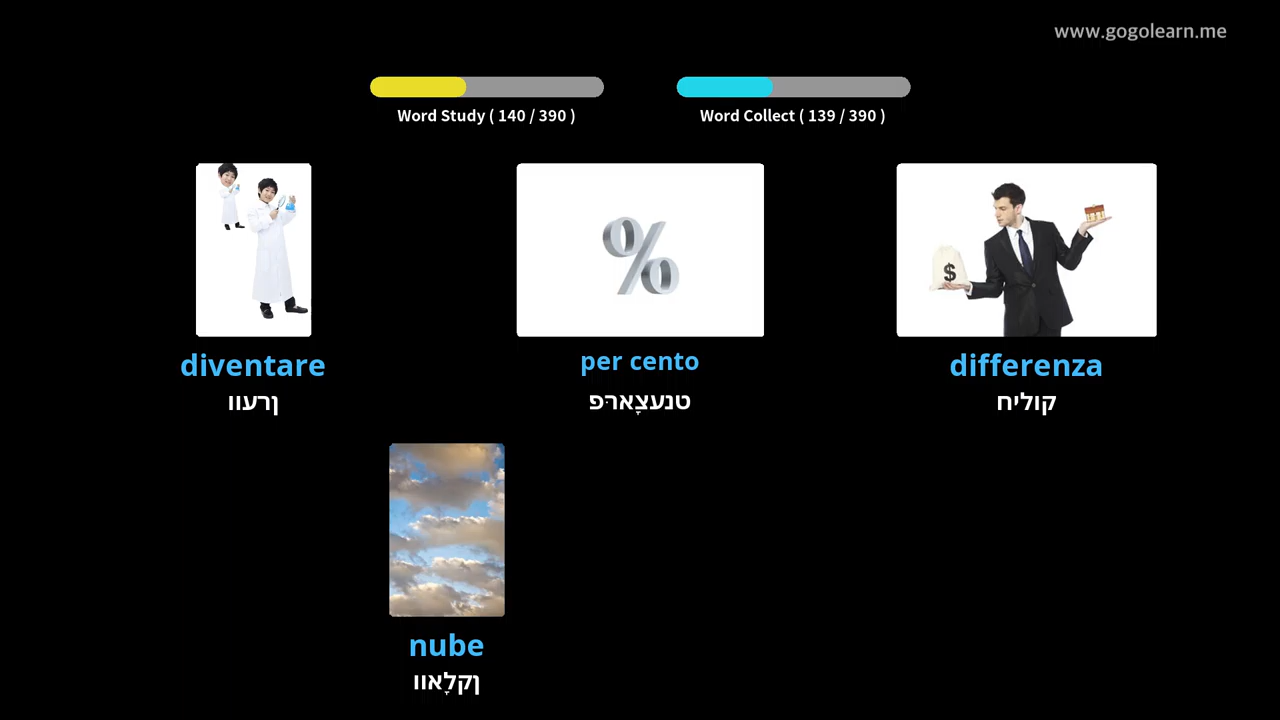 www.gogolearn.me
Word Study ( 140 / 390 )
Word Collect ( 139 / 390 )
diventare
ווערן
per cento
פּראָצענט
differenza
חילוק
nube
וואָלקן